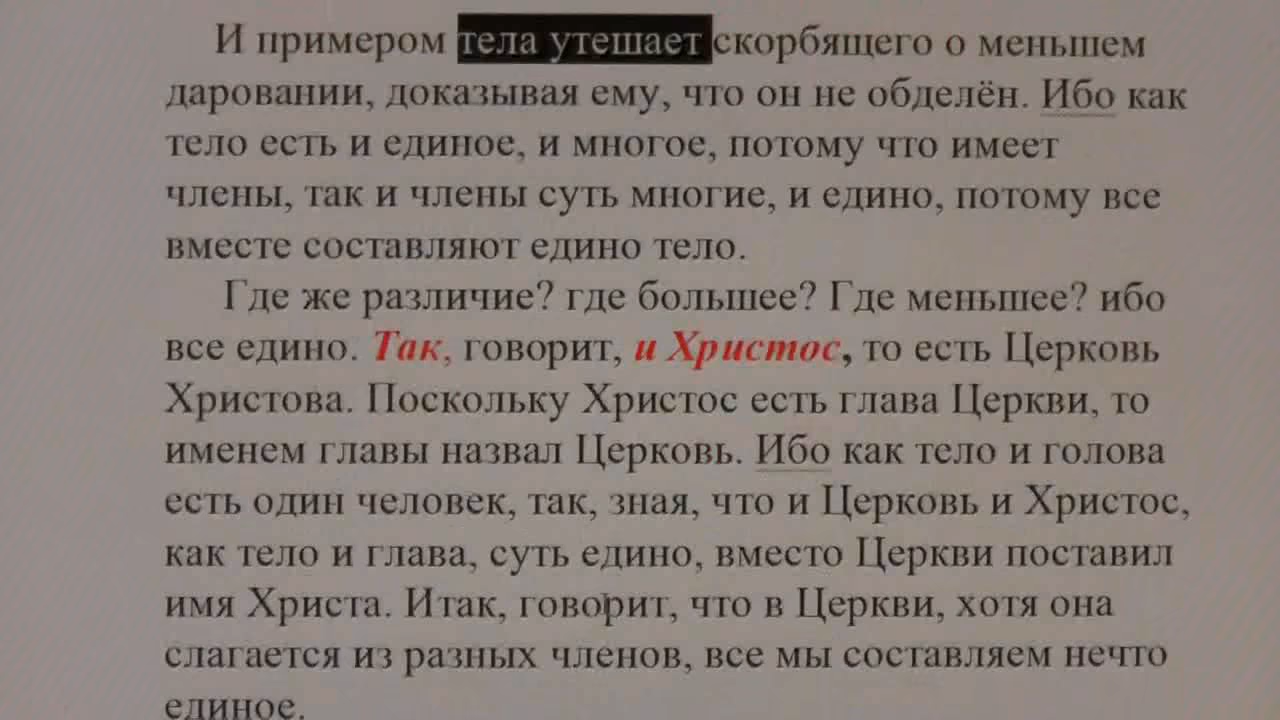 И примером тела утешает скорбящего о меньшем
даровании, доказывая ему, что он не обделён. Ибо как
тело есть и единое, и многое, потому что имеет
члены, так и члены суть многие, и едино, потому все
вместе составляют едино тело.
Где же различие? где большее? Где меньшее? ибо
все едино. Так, говорит, и Христос, то есть Церковь
Христова. Поскольку Христос есть глава Церкви, то
именем главы назвал Церковь. Ибо как тело и голова
есть один человек, так, зная, что и Церковь и Христос,
как тело и глава, суть едино, вместо Церкви поставил
имя Христа. Итак, говорит, что в Церкви, хотя она
слагается из разных членов, все мы составляем нечто
единое.